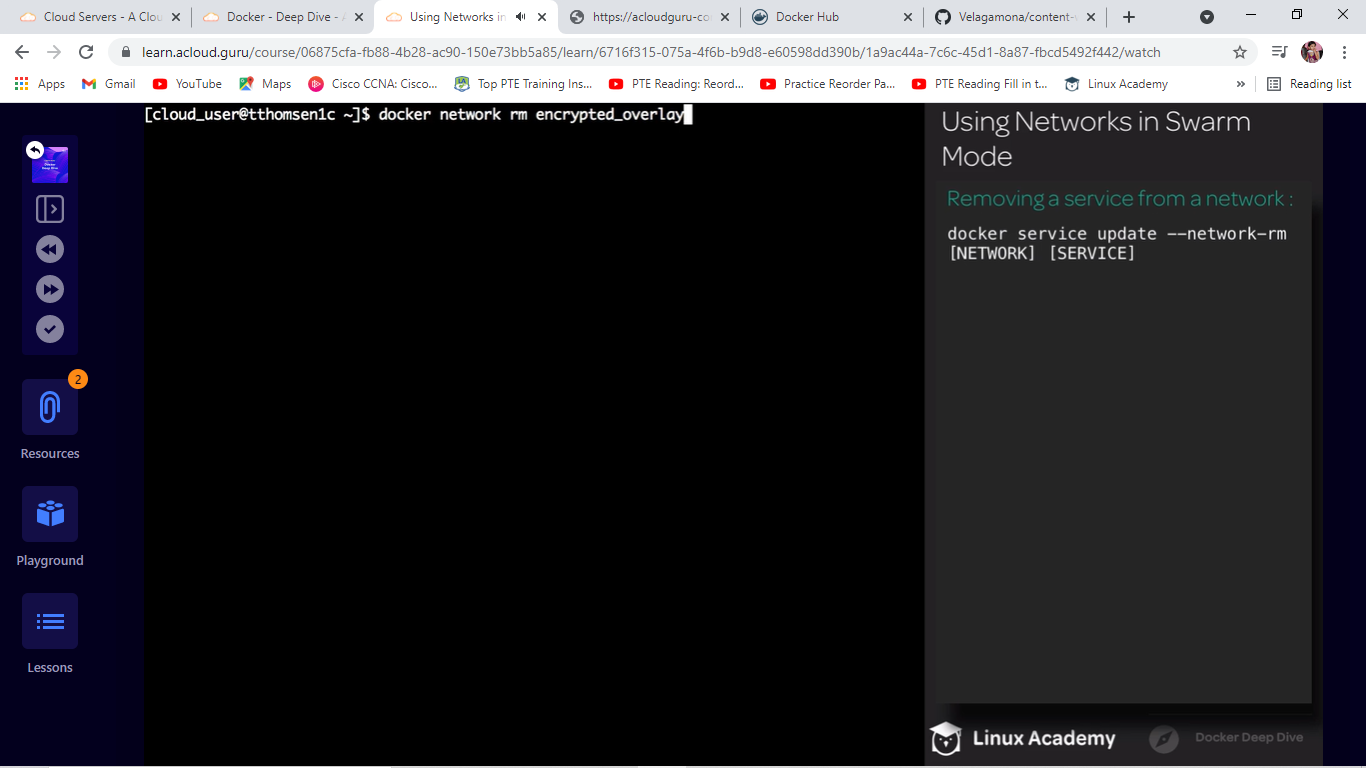 Cloud Servers - A Clou
Docker - Deep Dive - A
Using Networks in
https://acloudguru-co
Docker Hub
Velagamona/content-
learn.acloud.guru/course/06875cfa-fb88-4b28-ac90-150e73bb5a85/learn/6716f315-075a-4f6b-b9d8-e60598dd390b/1a9ac44a-7c6c-45d1-8a87-fbcd5492f442/watch
Apps Gmail YouTube Maps Cisco CCNA: Cisco... Top PTE Training Ins... PTE Reading: Reord... Practice Reorder Pa... PTE Reading Fill in t... Linux Academy » Reading list
[cloud_user@tthomsen1c ~]$ docker network rm encrypted_overlay
Using Networks in Swarm
Mode
Removing a service from a network :
docker service update --network-rm
[NETWORK] [SERVICE]
Docker
Deep Dive
2
Resources
Playground
Lessons
Linux Academy
Docker Deep Dive